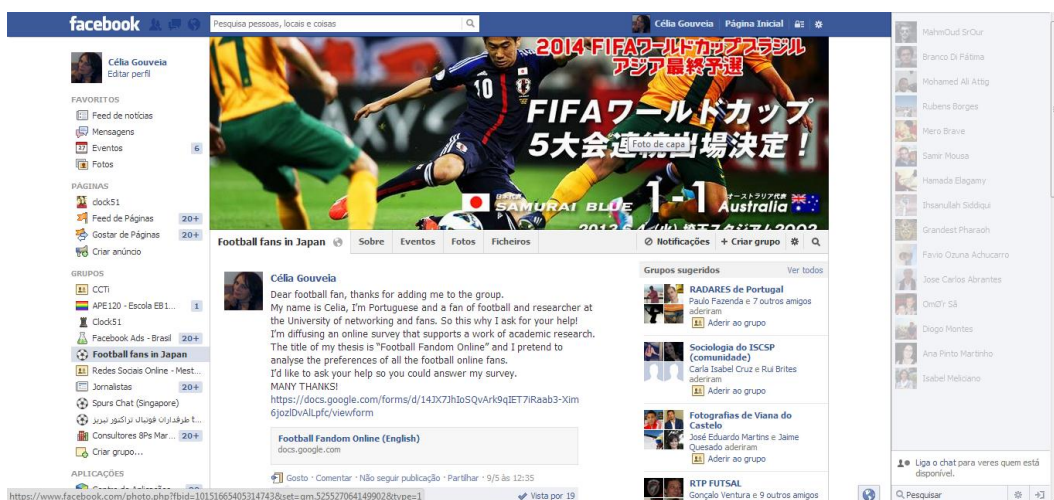 facebook
Pesquisa pessoas, locais e coisas
Célia Gouveia
Página Inicial
Célia Gouveia
Editar perfil
FAVORITOS
Feed de notícias
Mensagens
Eventos 6
Fotos
PÁGINAS
clock51
Feed de Páginas 20+
Gostar de Páginas 20+
Criar anúncio
GRUPOS
CCTi
APE120 - Escola EB1... 1
Clock51
Facebook Ads - Brasil 20+
Football fans in Japan
Redes Sociais Online - Mest...
Jornalistas 20+
Spurs Chat (Singapore)
طرفداران فوتبال تراکتور تبریز t...
Consultores 8Ps Mar... 20+
Criar grupo...
APLICAÇÕES
https://www.facebook.com/photo.php?fbid=10151665405314743&set=gm.525527064149902&type=1
2014 FIFAワールドカップブラジル
アジア最終予選
FIFAワールドカップ
5大会連続出場決定!
Foto de capa
日本代表
SAMURAI BLUE
1-1
オーストラリア代表
Australia
Football fans in Japan
Sobre
Eventos
Fotos
Ficheiros
Notificações
+ Criar grupo
Célia Gouveia
Dear football fan, thanks for adding me to the group.
My name is Celia, I'm Portuguese and a fan of football and researcher at
the University of networking and fans. So this why I ask for your help!
I'm diffusing an online survey that supports a work of academic research.
The title of my thesis is "Football Fandom Online" and I pretend to
analyse the preferences of all the football online fans.
I'd like to ask your help so you could answer my survey.
MANY THANKS!
https://docs.google.com/forms/d/14JX7JhIoSQvArk9qIET7iRaab3-Xim
6jozlDvAlLpfc/viewform
Football Fandom Online (English)
docs.google.com
Gosto · Comentar · Não seguir publicação · Partilhar · 9/5 às 12:35
Vista por 19
Grupos sugeridos
Ver todos
RADARES de Portugal
Paulo Fazenda e 7 outros amigos
aderiram
Aderir ao grupo
Sociologia do ISCSP
(comunidade)
Carla Isabel Cruz e Rui Brites
aderiram
Aderir ao grupo
Fotografias de Viana do
Castelo
José Eduardo Martins e Jaime
Quesado aderiram
Aderir ao grupo
RTP FUTSAL
Gonçalo Ventura e 9 outros amigos
MahmOud SrOur
Branco Di Fátima
Mohamed Ali Attig
Rubens Borges
Mero Brave
Samir Mousa
Hamada Elagamy
Ihsanullah Siddiqui
Grandest Pharaoh
Favio Ozuna Achucarro
Jose Carlos Abrantes
Diogo Montes
Ana Pinto Martinho
Isabel Meliciano
Liga o chat para veres quem está
disponível.
Pesquisar